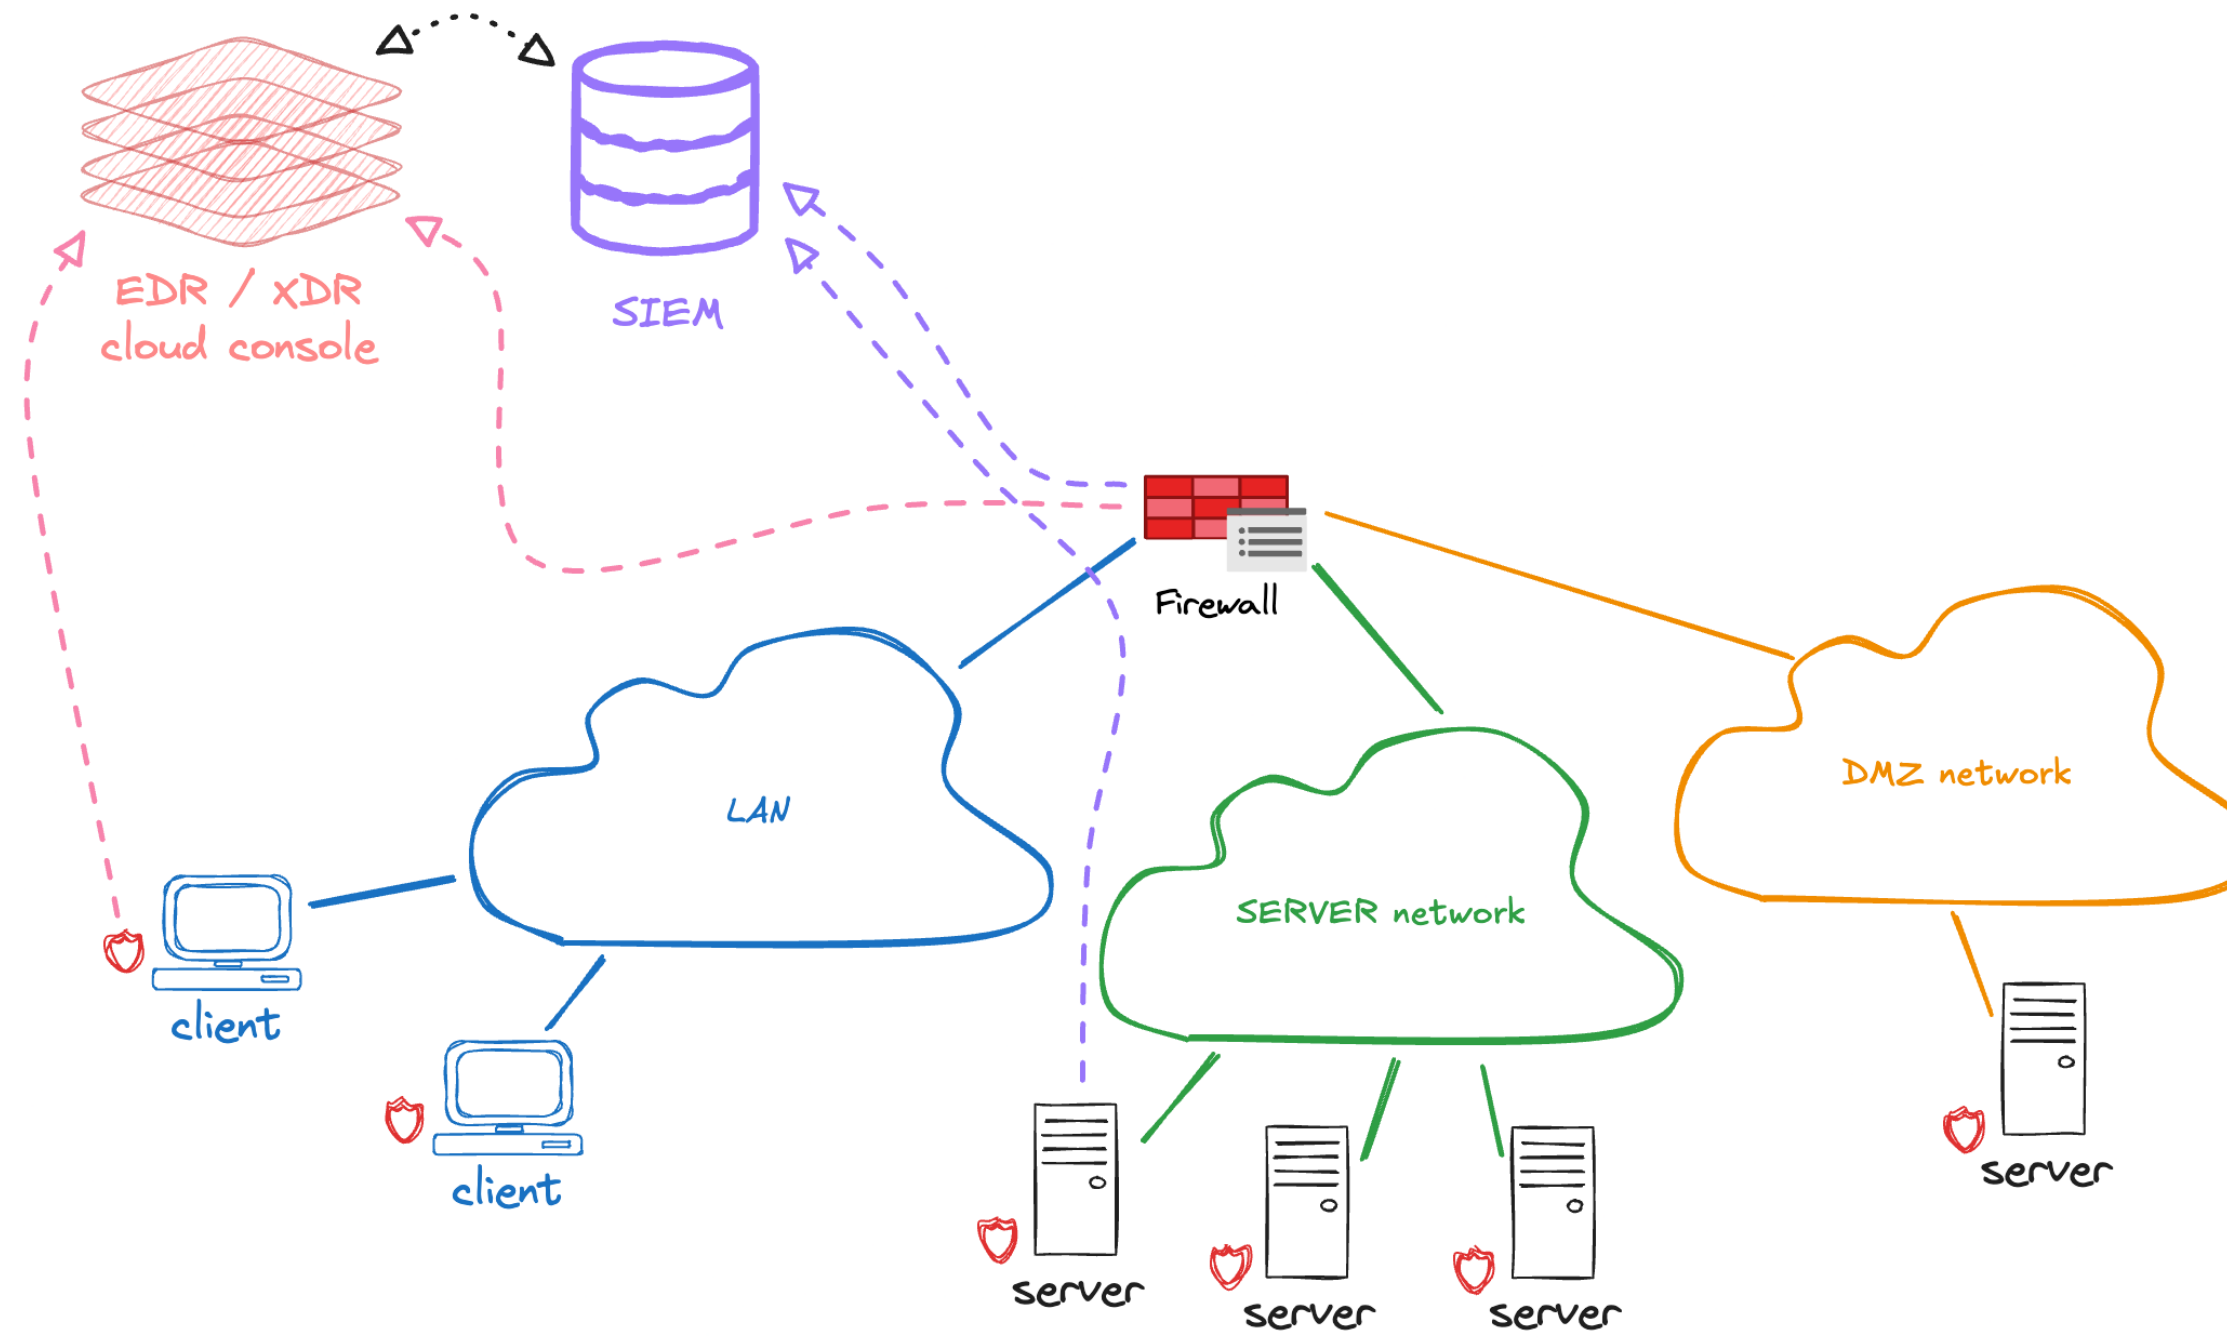 EDR / XDR
cloud console
SIEM
Firewall
LAN
DMZ network
SERVER network
client
client
server
server
server
server